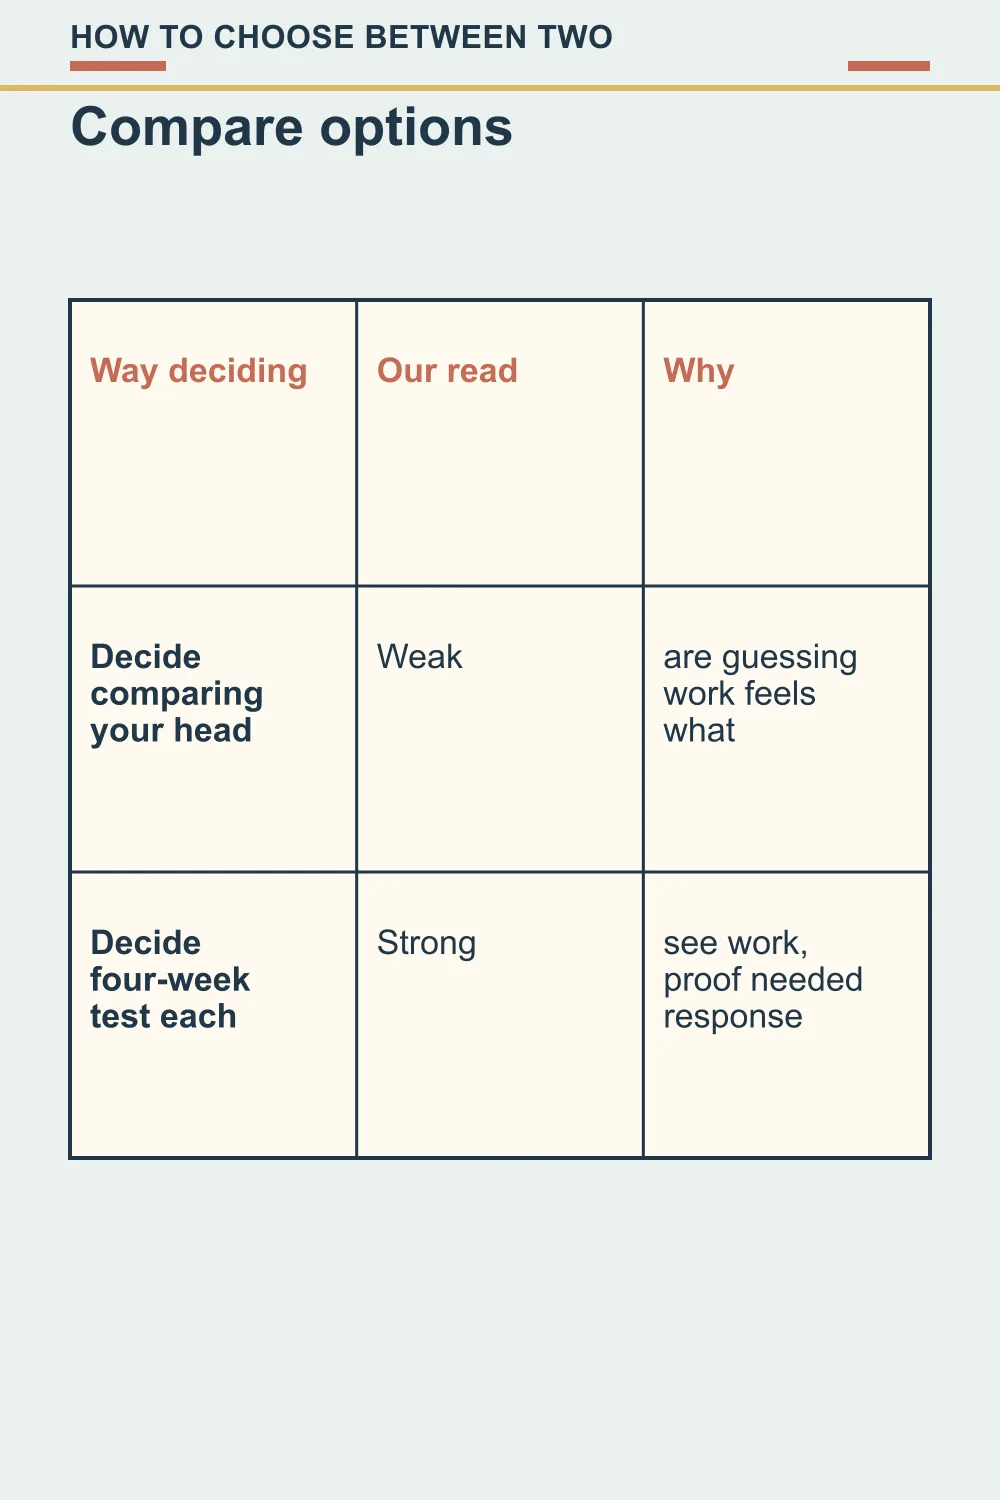 HOW TO CHOOSE BETWEEN TWO
Compare options
Way deciding
Our read
Why
Decide
comparing
your head
Weak
are guessing
work feels
what
Decide
four-week
test each
Strong
see work,
proof needed
response